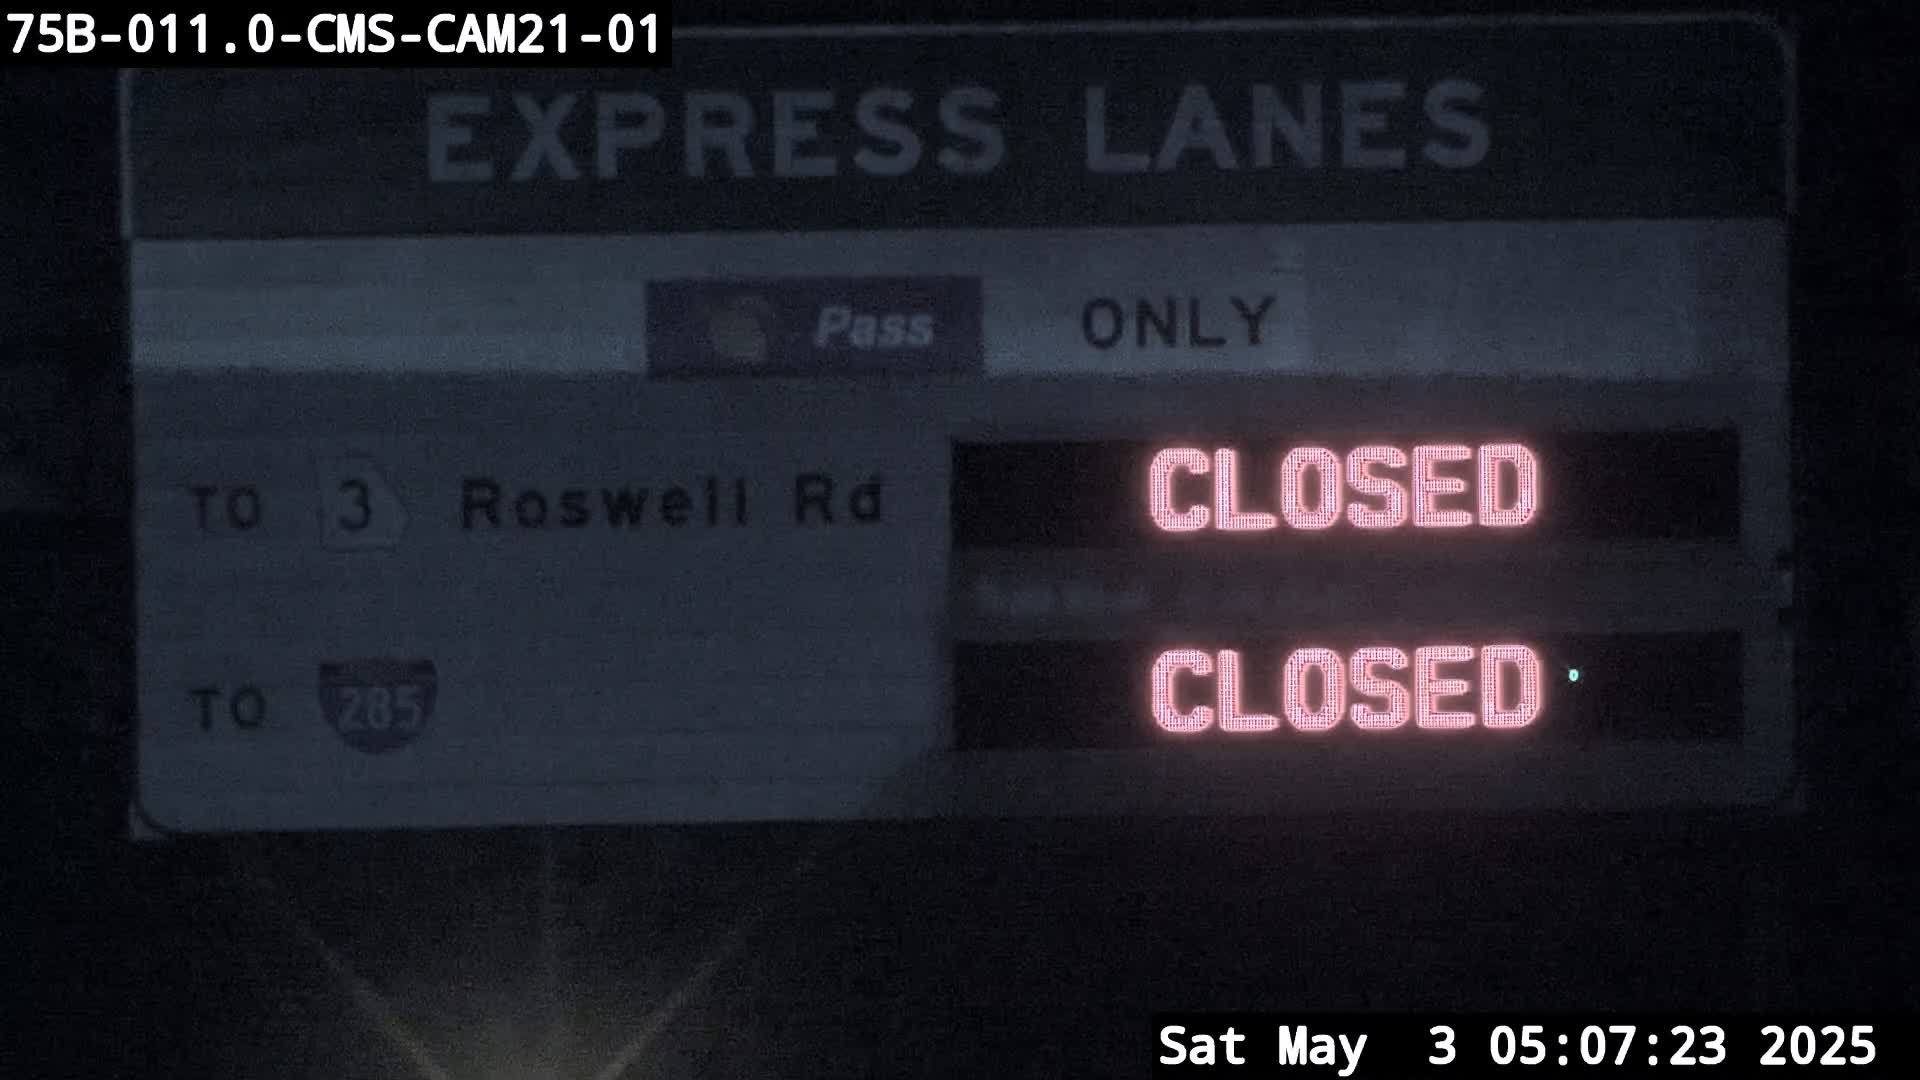 75B-011.0-CMS-CAM21-01
EXPRESS LANES
Pass ONLY
TO 3 Roswell Rd CLOSED
TO 285 CLOSED
Sat May 3 05:07:23 2025